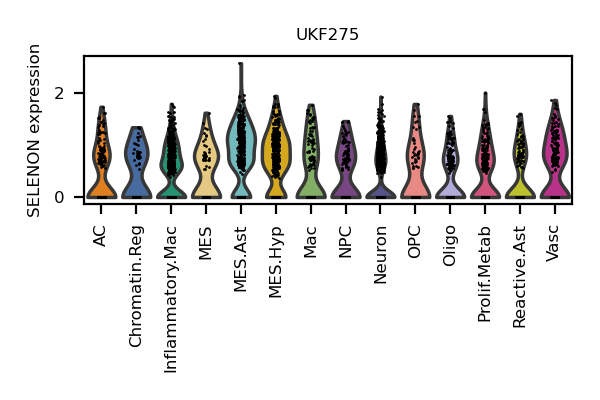 UKF275
SELENON expression
2
0
AC
Chromatin.Reg
Inflammatory.Mac
MES
MES.Ast
MES.Hyp
Mac
NPC
Neuron
OPC
Oligo
Prolif.Metab
Reactive.Ast
Vasc